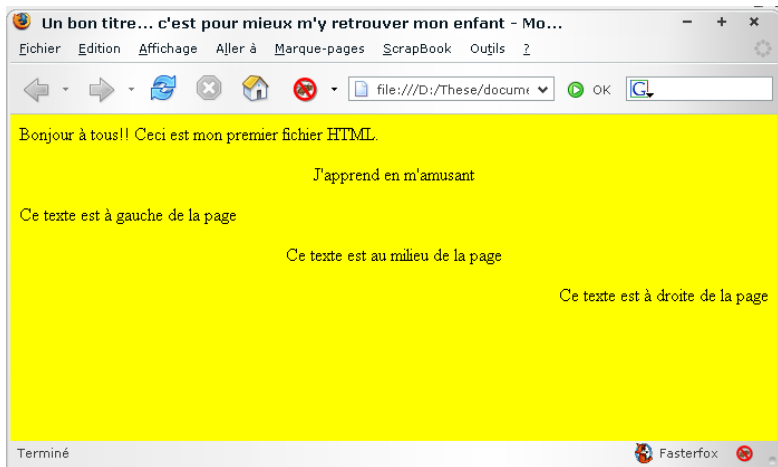 Un bon titre... c'est pour mieux m'y retrouver mon enfant - Mo...
Fichier Edition Affichage Aller à Marque-pages ScrapBook Outils ?
file:///D:/These/docume OK G
Bonjour à tous!! Ceci est mon premier fichier HTML.
J'apprend en m'amusant
Ce texte est à gauche de la page
Ce texte est au milieu de la page
Ce texte est à droite de la page
Terminé Fasterfox